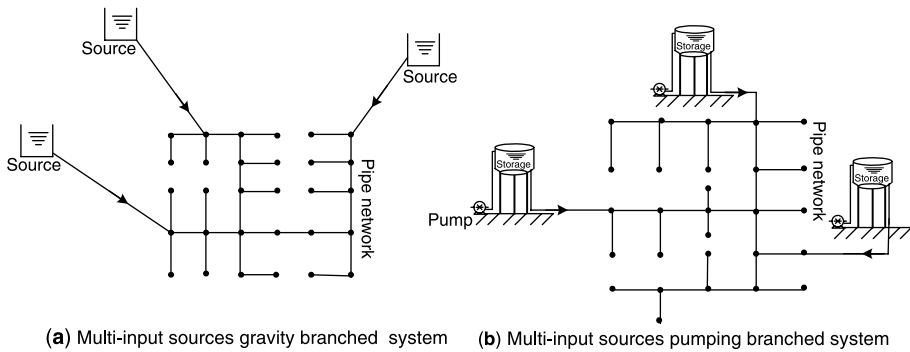 Source
Source
Source
Pipe network
(a) Multi-input sources gravity branched system
Storage
Storage
Storage
Pump
Pipe network
(b) Multi-input sources pumping branched system